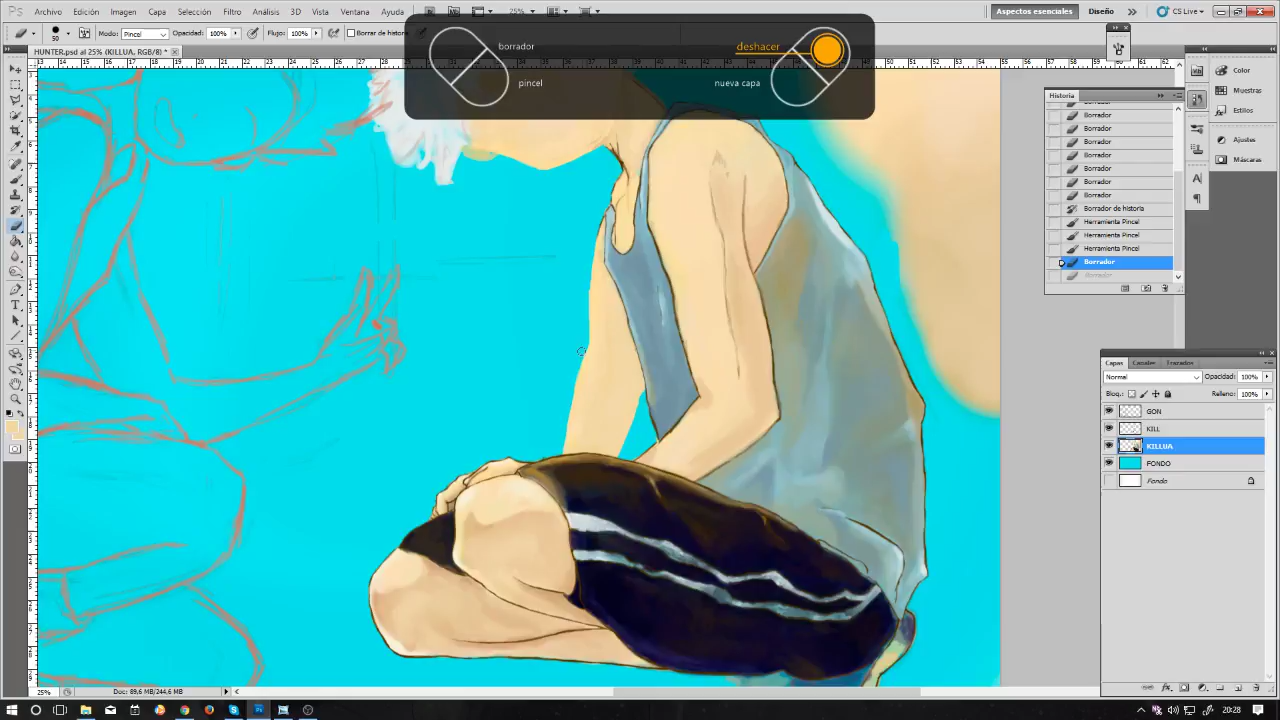 Archivo Edición Imagen Capa Selección Filtro Análisis 3D Vista Ventana Ayuda 25% Aspectos esenciales Diseño CS Live
50 Modo: Pincel Opacidad: 100% Flujo: 100% Borrar de histo
HUNTER.psd al 25% (KILLUA, RGB/8) *
borrador
pincel
deshacer
nueva capa
Historia
Borrador
Borrador
Borrador
Borrador
Borrador
Borrador
Borrador
Borrador de historia
Herramienta Pincel
Herramienta Pincel
Herramienta Pincel
Borrador
Borrador
Color
Muestras
Estilos
Ajustes
Máscaras
Capas Canales Trazados
Normal Opacidad: 100%
Bloq.: Relleno: 100%
GON
KILL
KILLUA
FONDO
Fondo
25% Doc: 89,6 MB/244,6 MB
20:28